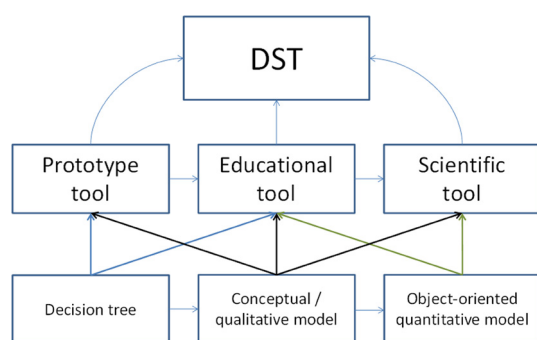 DST
Prototype
tool
Educational
tool
Scientific
tool
Decision tree
Conceptual /
qualitative model
Object-oriented
quantitative model